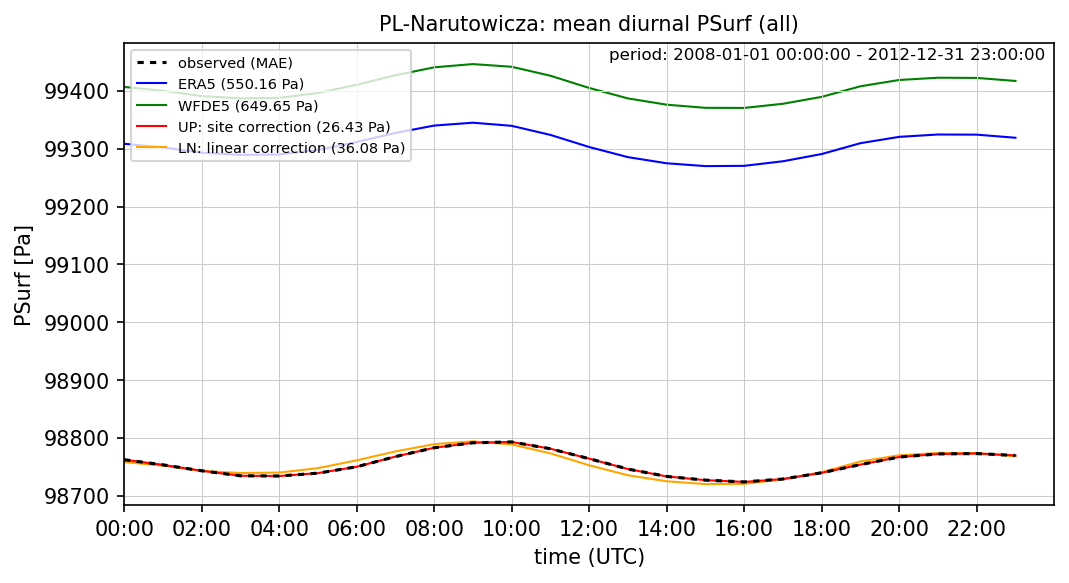 PL-Narutowicza: mean diurnal PSurf (all)
period: 2008-01-01 00:00:00 - 2012-12-31 23:00:00
observed (MAE)
ERA5 (550.16 Pa)
WFDE5 (649.65 Pa)
UP: site correction (26.43 Pa)
LN: linear correction (36.08 Pa)
PSurf [Pa]
99400
99300
99200
99100
99000
98900
98800
98700
00:00 02:00 04:00 06:00 08:00 10:00 12:00 14:00 16:00 18:00 20:00 22:00
time (UTC)